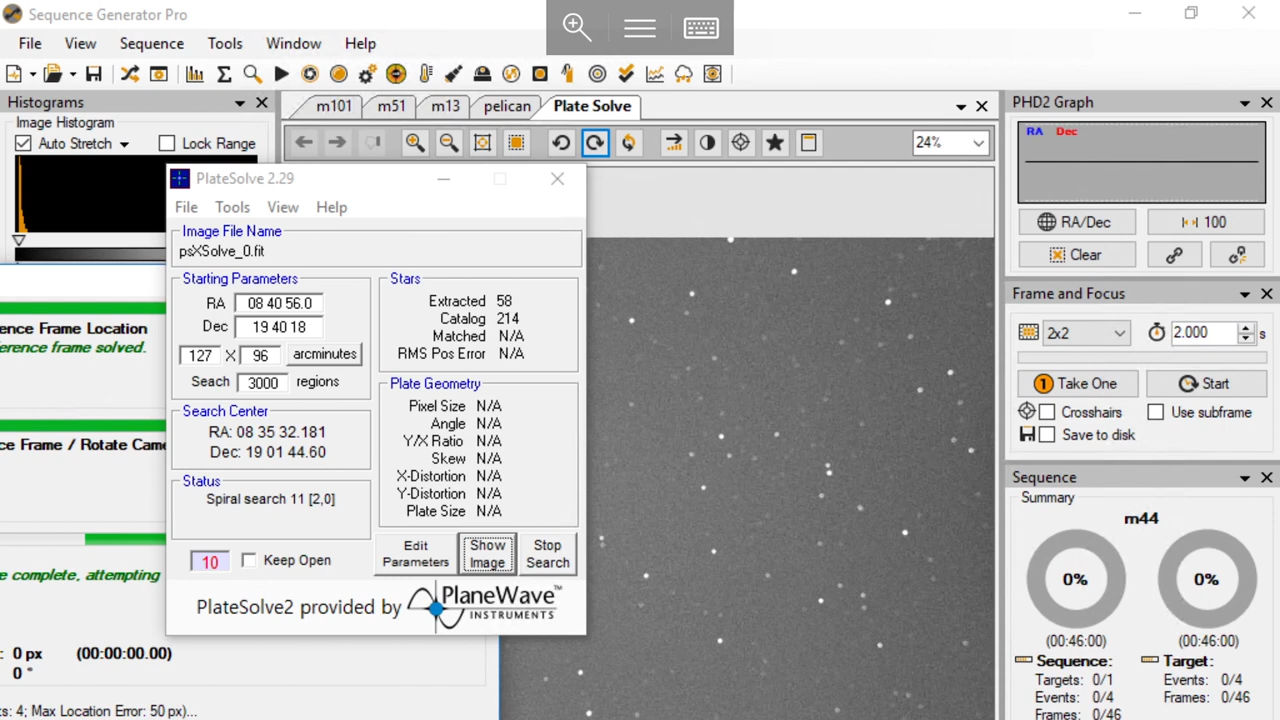 Sequence Generator Pro
File View Sequence Tools Window Help
Histograms
Image Histogram
Auto Stretch Lock Range
m101 m51 m13 pelican Plate Solve
24%
PlateSolve 2.29
File Tools View Help
Image File Name
psXSolve_0.fit
Starting Parameters
RA 08 40 56.0
Dec 19 40 18
127 X 96 arcminutes
Seach 3000 regions
Search Center
RA: 08 35 32.181
Dec: 19 01 44.60
Status
Spiral search 11 [2,0]
10 Keep Open
Stars
Extracted 58
Catalog 214
Matched N/A
RMS Pos Error N/A
Plate Geometry
Pixel Size N/A
Angle N/A
Y/X Ratio N/A
Skew N/A
X-Distortion N/A
Y-Distortion N/A
Plate Size N/A
Edit Parameters
Show Image
Stop Search
PlateSolve2 provided by PlaneWave™
INSTRUMENTS
ence Frame Location
erence frame solved.
ce Frame / Rotate Came
e complete, attempting
: 0 px (00:00:00.00)
0 °
ts: 4; Max Location Error: 50 px)...
PHD2 Graph
RA Dec
RA/Dec 100
Clear
Frame and Focus
2x2 2.000 s
1 Take One Start
Crosshairs Use subframe
Save to disk
Sequence
Summary
m44
0% 0%
(00:46:00) (00:46:00)
Sequence: Target:
Targets: 0/1 Events: 0/4
Events: 0/4 Frames: 0/46
Frames: 0/46